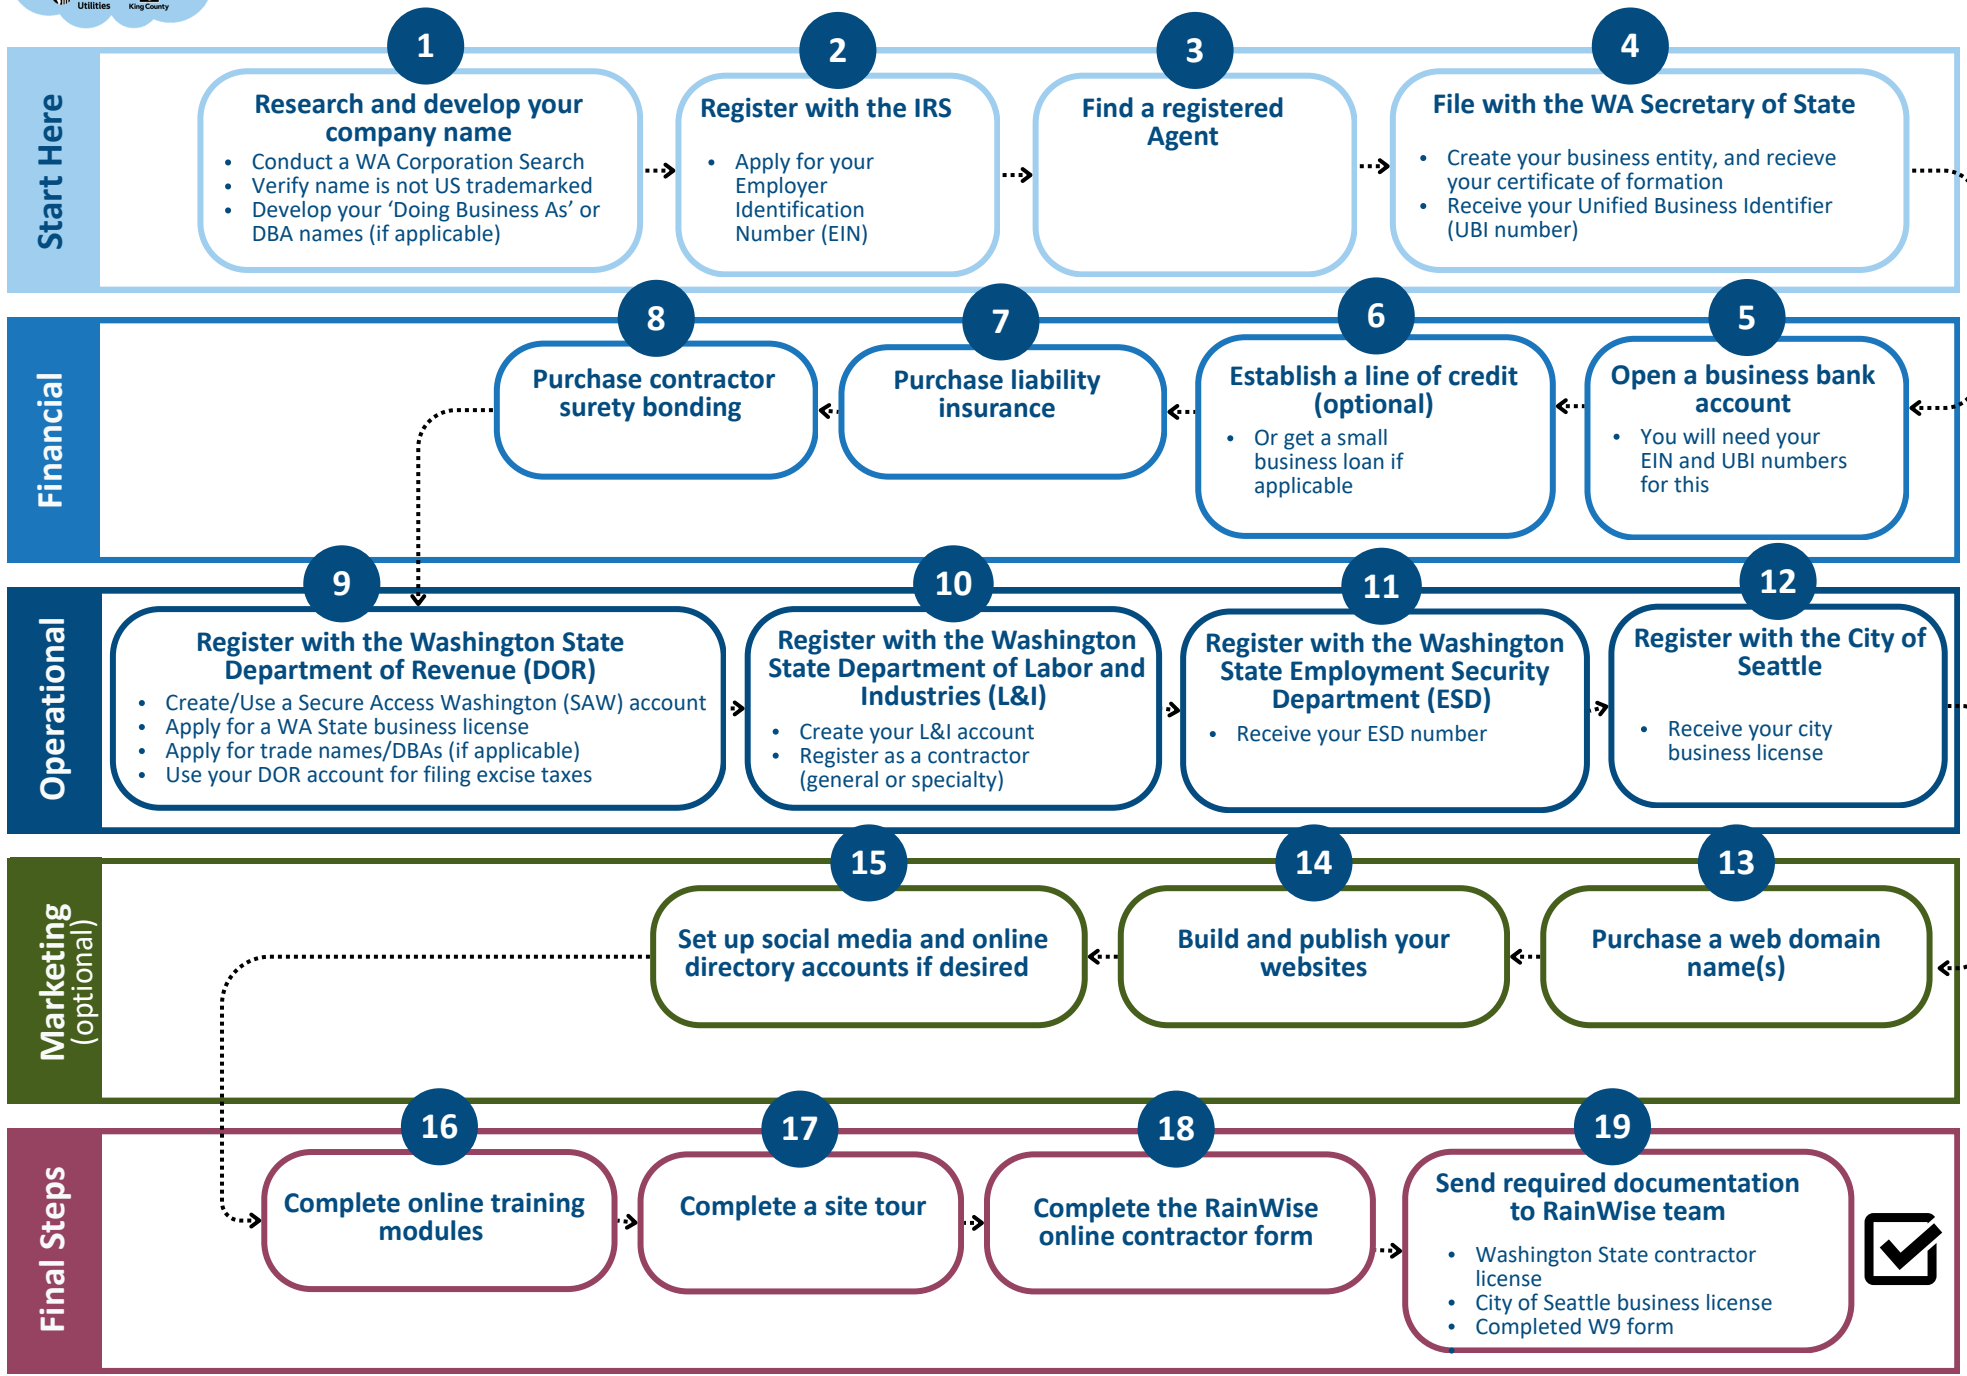 Utilities
King County
Start Here
1
Research and develop your
company name
• Conduct a WA Corporation Search
• Verify name is not US trademarked
• Develop your ‘Doing Business As’ or
DBA names (if applicable)
2
Register with the IRS
• Apply for your
Employer
Identification
Number (EIN)
3
Find a registered
Agent
4
File with the WA Secretary of State
• Create your business entity, and recieve
your certificate of formation
• Receive your Unified Business Identifier
(UBI number)
Financial
5
Open a business bank
account
• You will need your
EIN and UBI numbers
for this
6
Establish a line of credit
(optional)
• Or get a small
business loan if
applicable
7
Purchase liability
insurance
8
Purchase contractor
surety bonding
Operational
9
Register with the Washington State
Department of Revenue (DOR)
• Create/Use a Secure Access Washington (SAW) account
• Apply for a WA State business license
• Apply for trade names/DBAs (if applicable)
• Use your DOR account for filing excise taxes
10
Register with the Washington
State Department of Labor and
Industries (L&I)
• Create your L&I account
• Register as a contractor
(general or specialty)
11
Register with the Washington
State Employment Security
Department (ESD)
• Receive your ESD number
12
Register with the City of
Seattle
• Receive your city
business license
Marketing
(optional)
13
Purchase a web domain
name(s)
14
Build and publish your
websites
15
Set up social media and online
directory accounts if desired
Final Steps
16
Complete online training
modules
17
Complete a site tour
18
Complete the RainWise
online contractor form
19
Send required documentation
to RainWise team
• Washington State contractor
license
• City of Seattle business license
• Completed W9 form
•